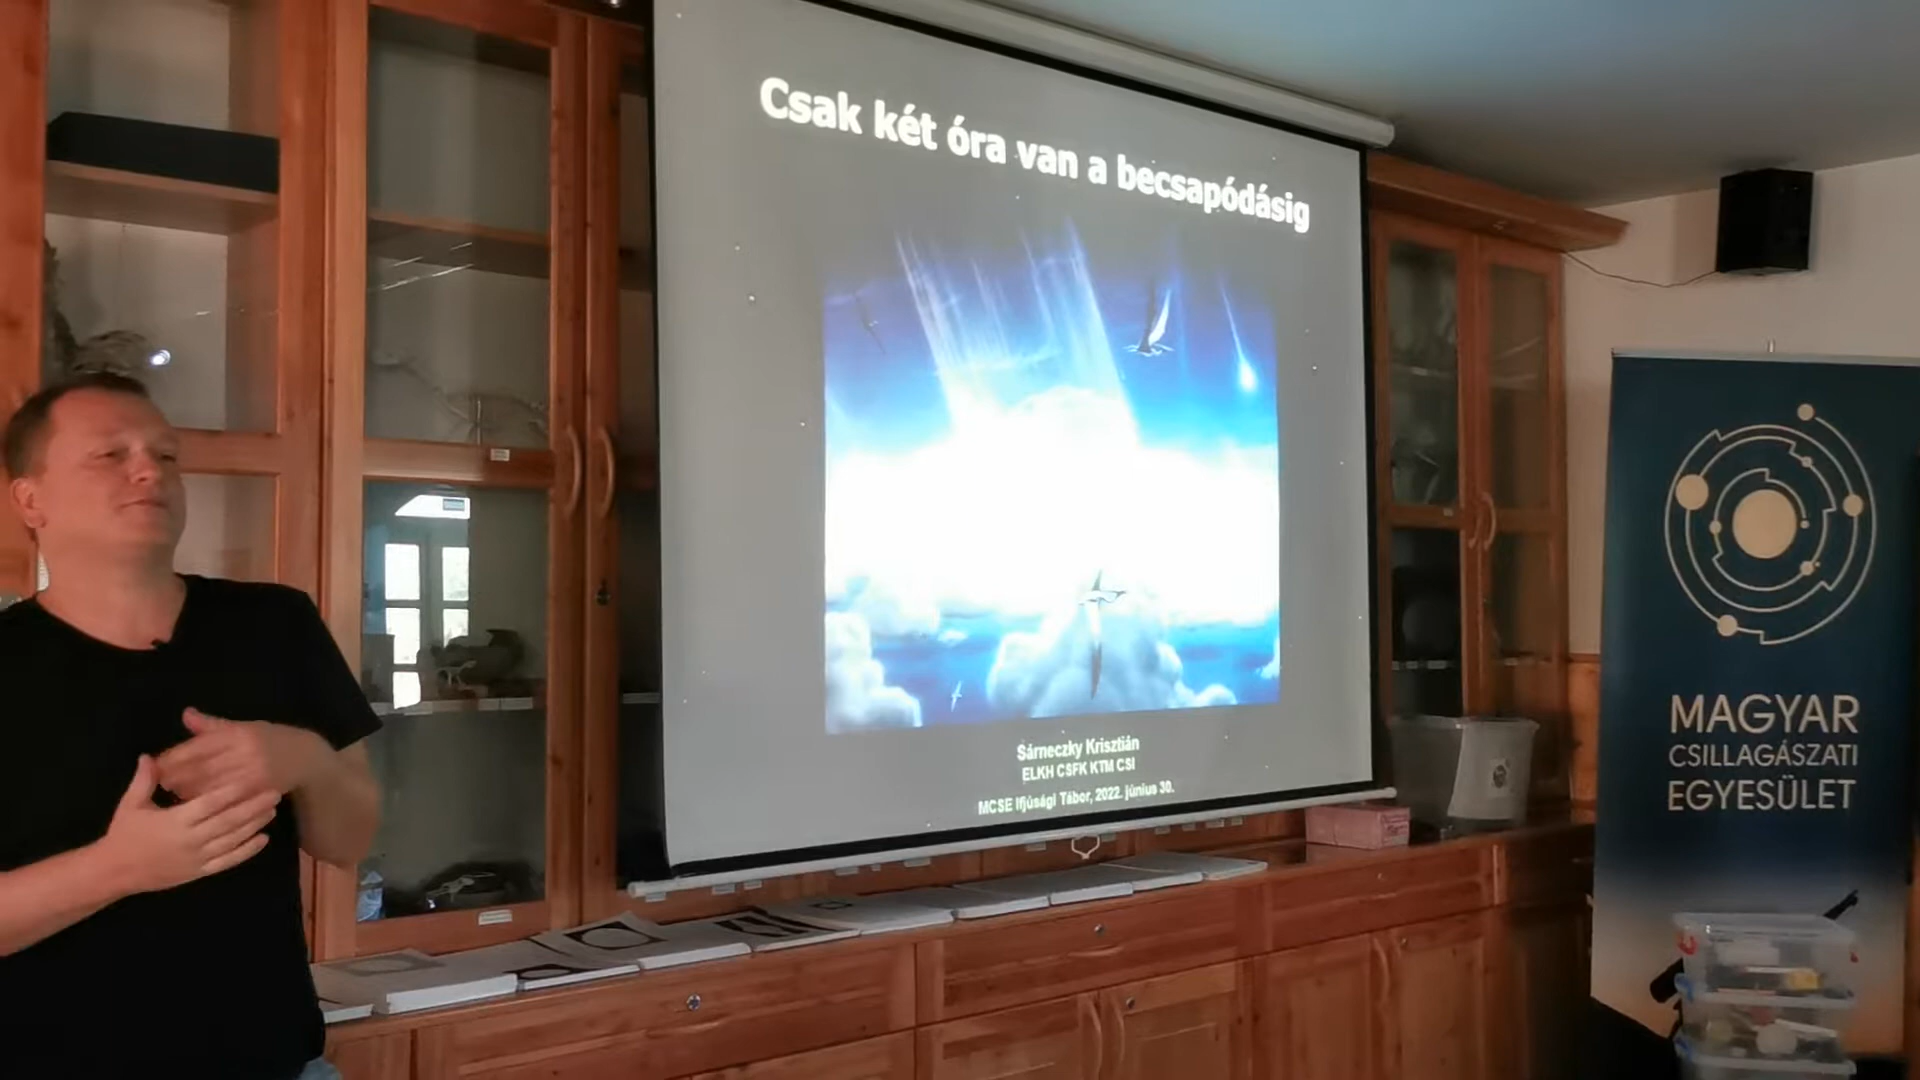 Csak két óra van a becsapódásig
Sárneczky Krisztián
ELKH CSFK KTM CSI
MCSE Ifjúsági Tábor, 2022. június 30.
MAGYAR
CSILLAGÁSZATI
EGYESÜLET